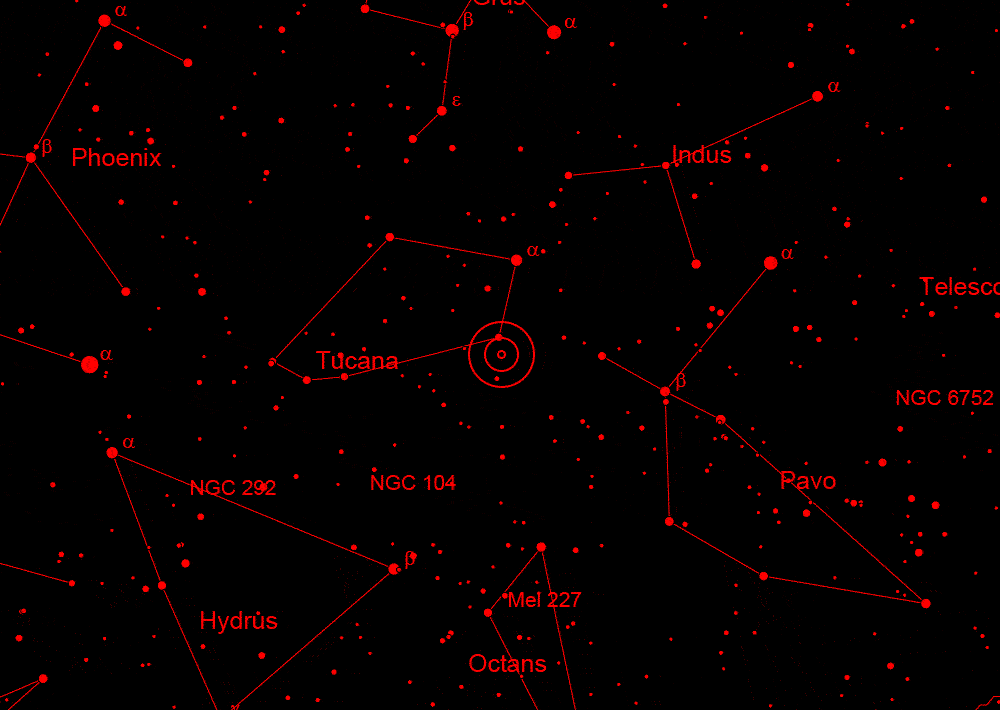 Grus
α
β
α
α
ε
β
Phoenix
Indus
α
α
Telesco
α
Tucana
β
NGC 6752
α
NGC 292
NGC 104
Pavo
β
Mel 227
Hydrus
Octans